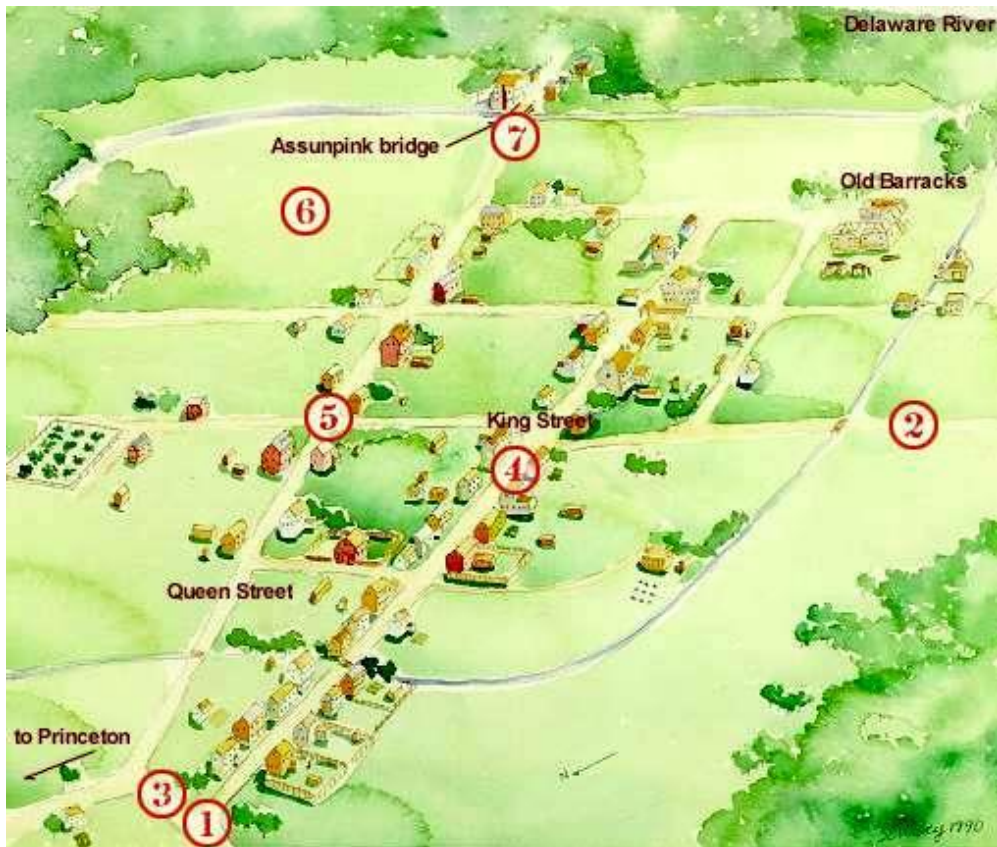 Delaware River
Assunpink bridge
7
Old Barracks
6
5
King Street
2
4
Queen Street
to Princeton
N
3
1
1990